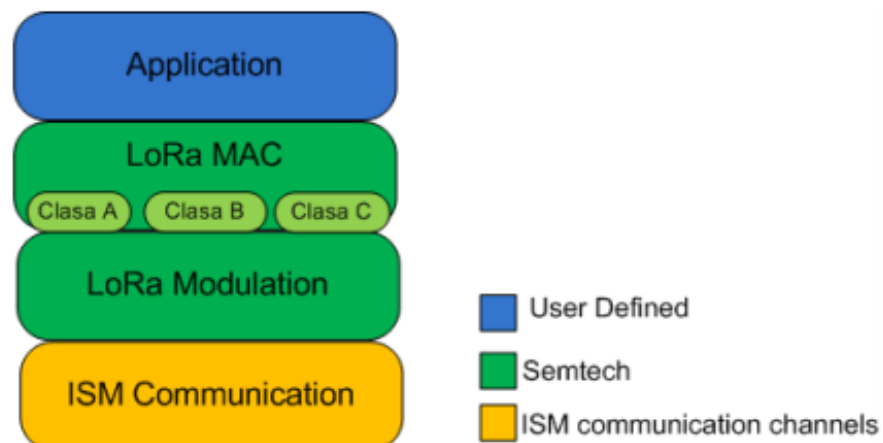 Application
LoRa MAC
Clasa A Clasa B Clasa C
LoRa Modulation
ISM Communication
User Defined
Semtech
ISM communication channels